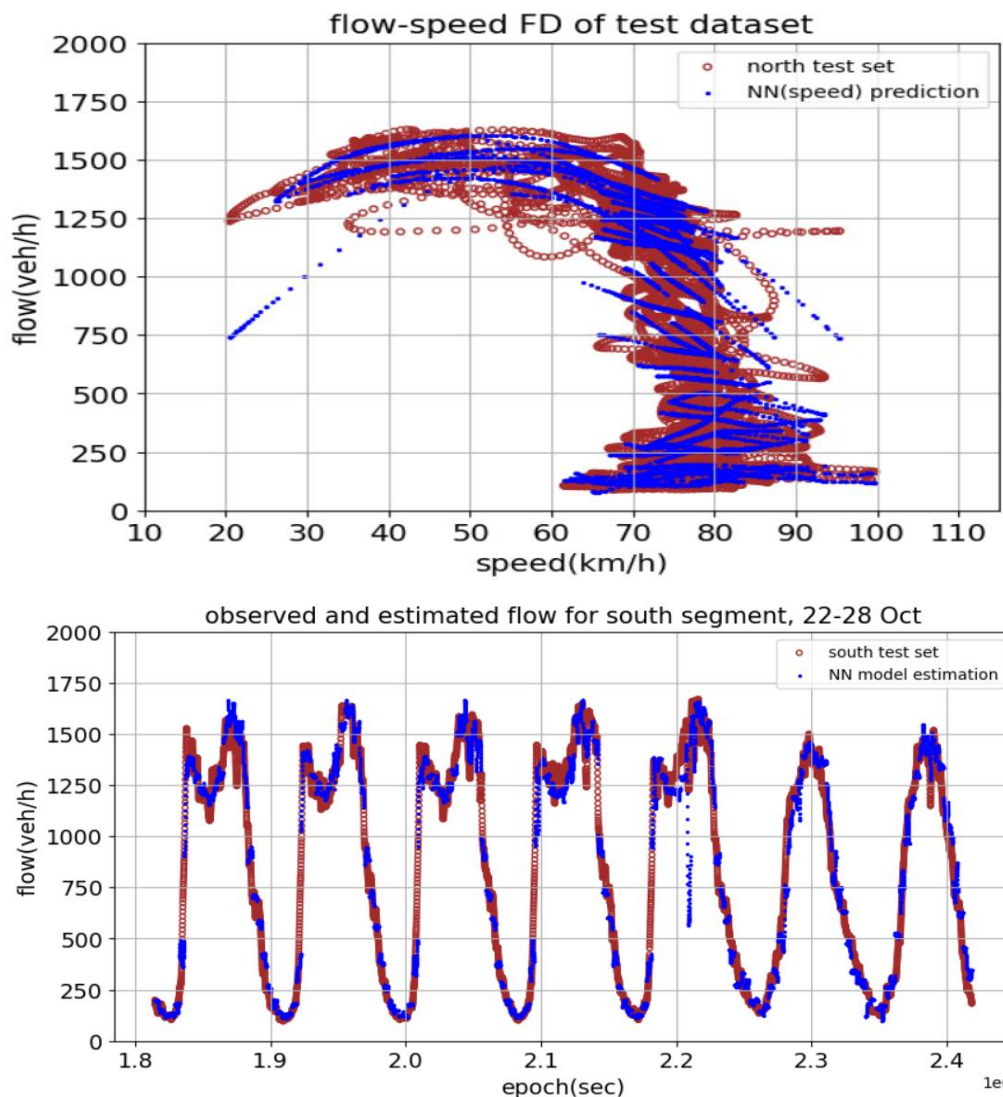 flow-speed FD of test dataset
north test set
NN(speed) prediction
2000
1750
1500
1250
1000
750
500
250
0
flow(veh/h)
10 20 30 40 50 60 70 80 90 100 110
speed(km/h)
observed and estimated flow for south segment, 22-28 Oct
south test set
NN model estimation
2000
1750
1500
1250
1000
750
500
250
0
flow(veh/h)
1.8 1.9 2.0 2.1 2.2 2.3 2.4
epoch(sec)